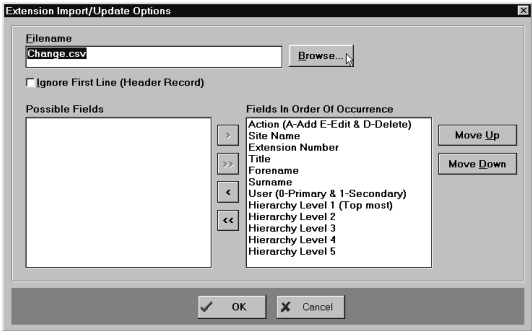 Extension Import/Update Options
Filename
Change.csv
Browse...
Ignore First Line (Header Record)
Possible Fields
Fields In Order Of Occurrence
>
>>
<
<<
Action (A-Add E-Edit & D-Delete)
Site Name
Extension Number
Title
Forename
Surname
User (0-Primary & 1-Secondary)
Hierarchy Level 1 (Top most)
Hierarchy Level 2
Hierarchy Level 3
Hierarchy Level 4
Hierarchy Level 5
Move Up
Move Down
OK
Cancel